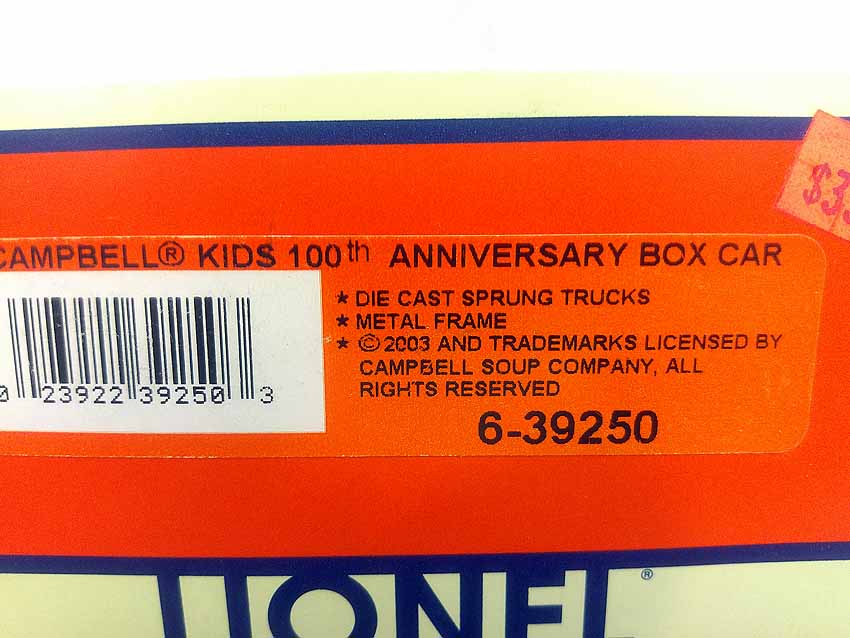 $3
CAMPBELL® KIDS 100th ANNIVERSARY BOX CAR
* DIE CAST SPRUNG TRUCKS
* METAL FRAME
* © 2003 AND TRADEMARKS LICENSED BY
CAMPBELL SOUP COMPANY, ALL
RIGHTS RESERVED
0 23922 39250 3
6-39250
LIONEL ®